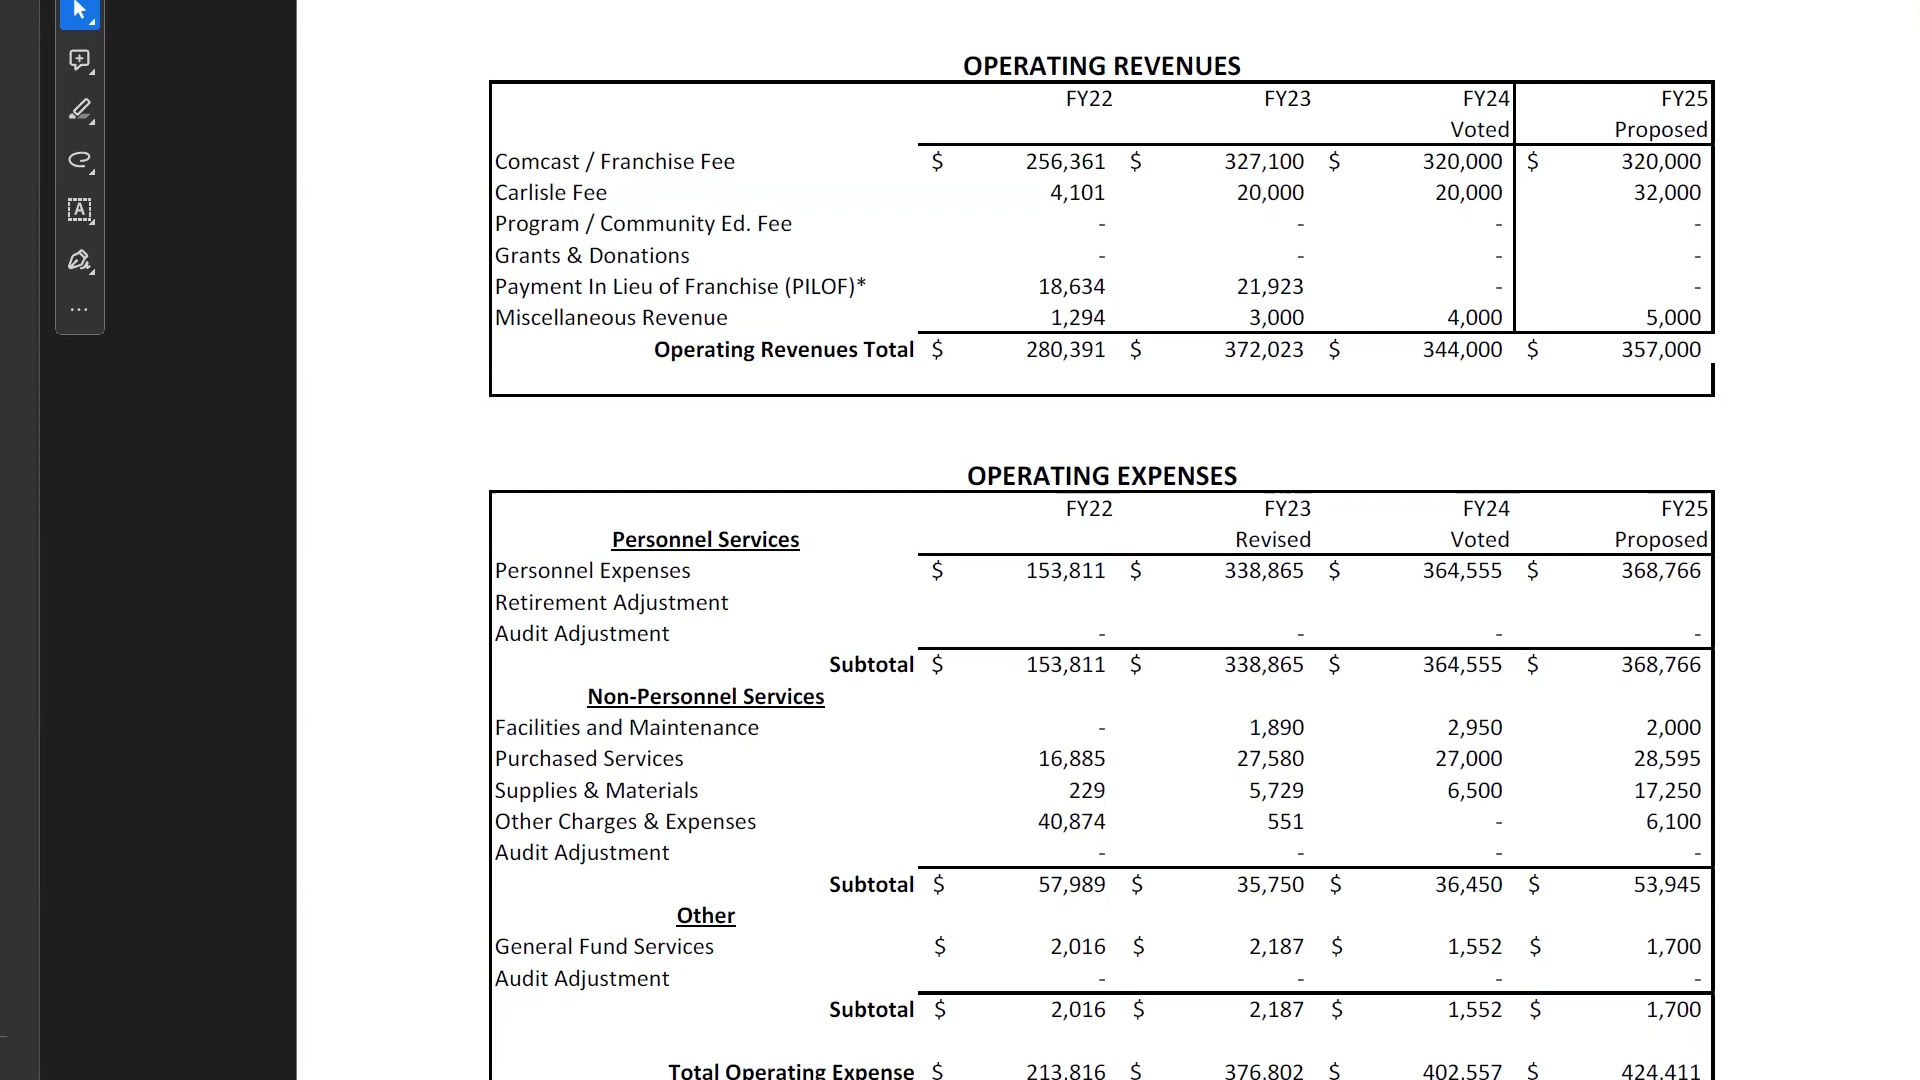 OPERATING REVENUES
FY22 FY23 FY24 FY25
Voted Proposed
Comcast / Franchise Fee $ 256,361 $ 327,100 $ 320,000 $ 320,000
Carlisle Fee 4,101 20,000 20,000 32,000
Program / Community Ed. Fee - - - -
Grants & Donations - - - -
Payment In Lieu of Franchise (PILOF)* 18,634 21,923 - -
Miscellaneous Revenue 1,294 3,000 4,000 5,000
Operating Revenues Total $ 280,391 $ 372,023 $ 344,000 $ 357,000
OPERATING EXPENSES
FY22 FY23 FY24 FY25
Personnel Services Revised Voted Proposed
Personnel Expenses $ 153,811 $ 338,865 $ 364,555 $ 368,766
Retirement Adjustment
Audit Adjustment - - - -
Subtotal $ 153,811 $ 338,865 $ 364,555 $ 368,766
Non-Personnel Services
Facilities and Maintenance - 1,890 2,950 2,000
Purchased Services 16,885 27,580 27,000 28,595
Supplies & Materials 229 5,729 6,500 17,250
Other Charges & Expenses 40,874 551 - 6,100
Audit Adjustment - - - -
Subtotal $ 57,989 $ 35,750 $ 36,450 $ 53,945
Other
General Fund Services $ 2,016 $ 2,187 $ 1,552 $ 1,700
Audit Adjustment - - - -
Subtotal $ 2,016 $ 2,187 $ 1,552 $ 1,700
Total Operating Expense $ 213,816 $ 376,802 $ 402,557 $ 424,411